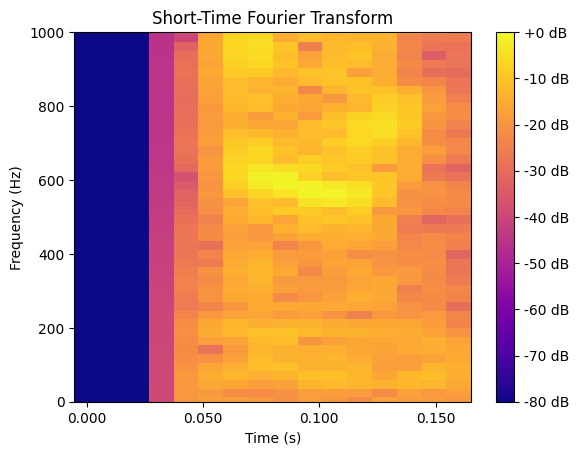 Short-Time Fourier Transform
1000
800
600
400
200
0
Frequency (Hz)
0.000
0.050
0.100
0.150
Time (s)
+0 dB
-10 dB
-20 dB
-30 dB
-40 dB
-50 dB
-60 dB
-70 dB
-80 dB